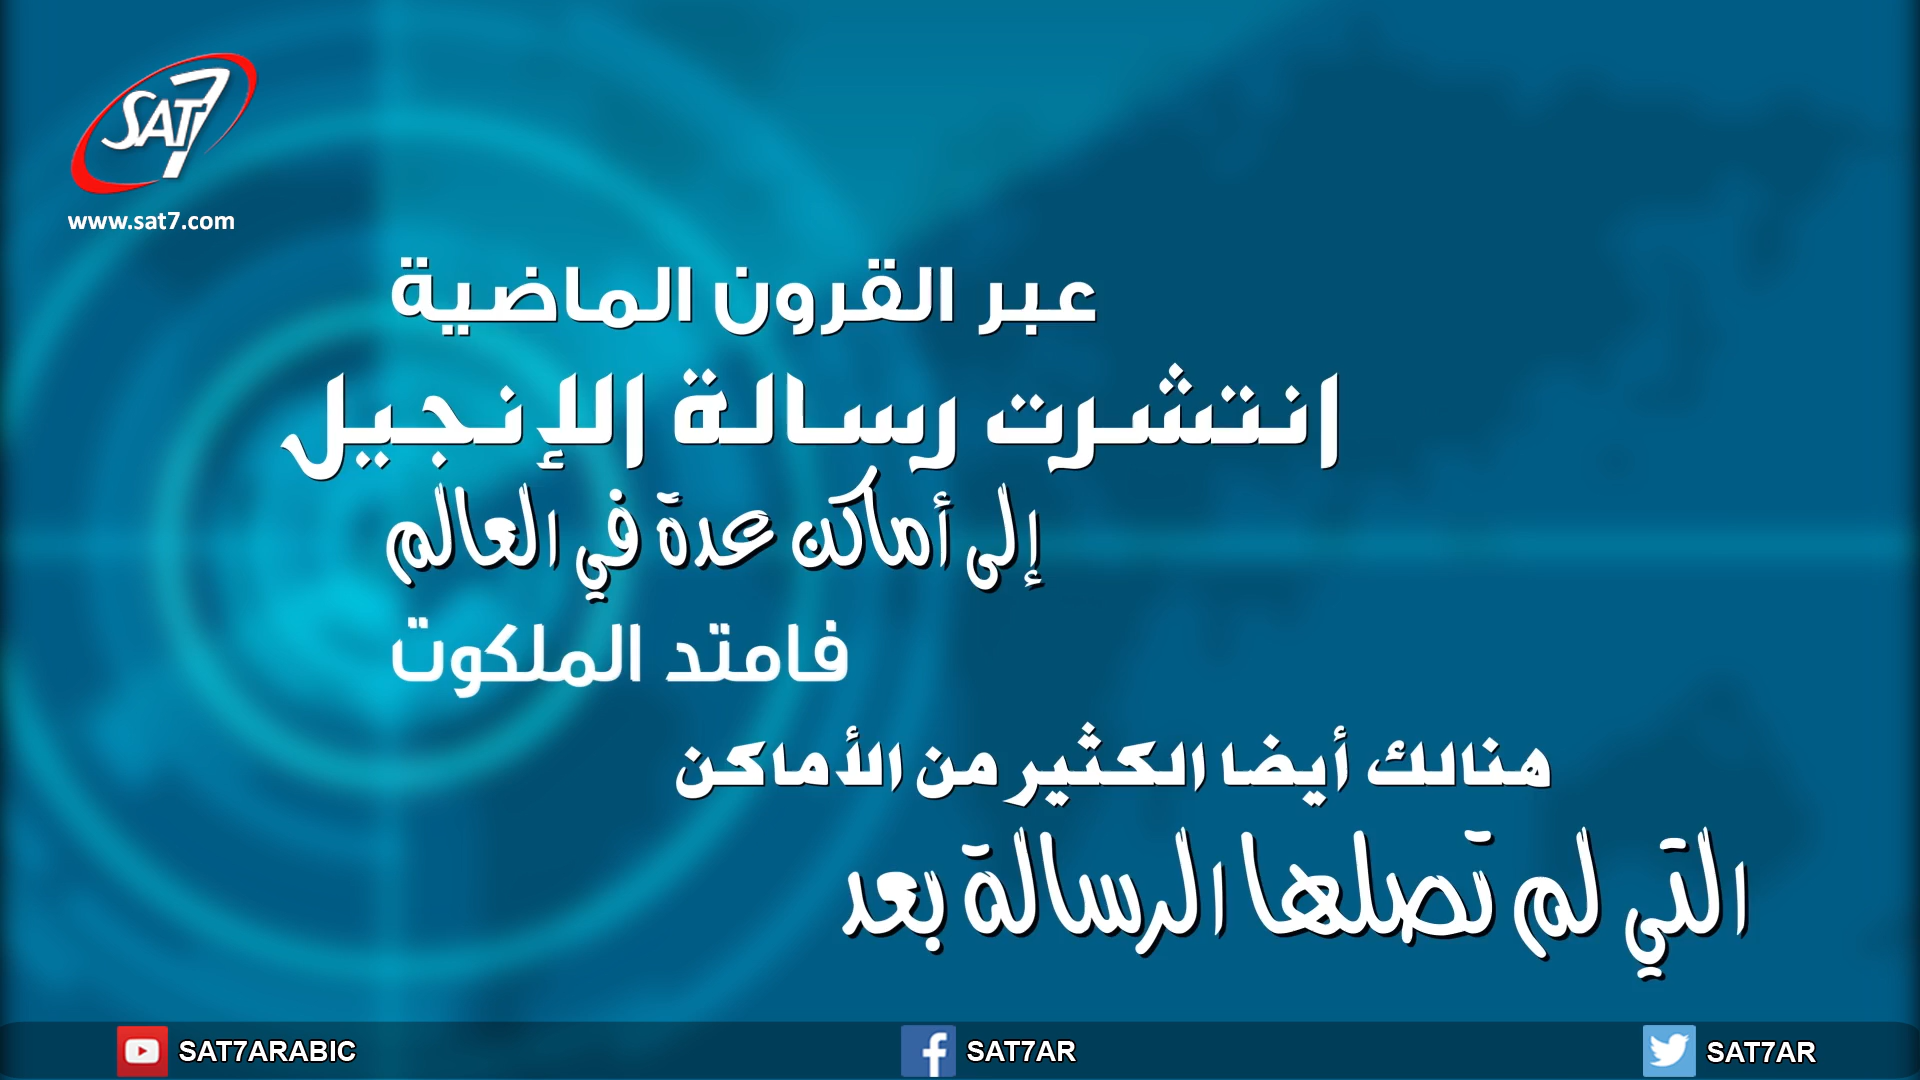 SAT7
www.sat7.com
عبر القرون الماضية
انتشرت رسالة الإنجيل
إلى أماكن عدة في العالم
فامتد الملكوت
هنالك أيضا الكثير من الأماكن
التي لم تصلها الرسالة بعد
SAT7ARABIC
SAT7AR
SAT7AR